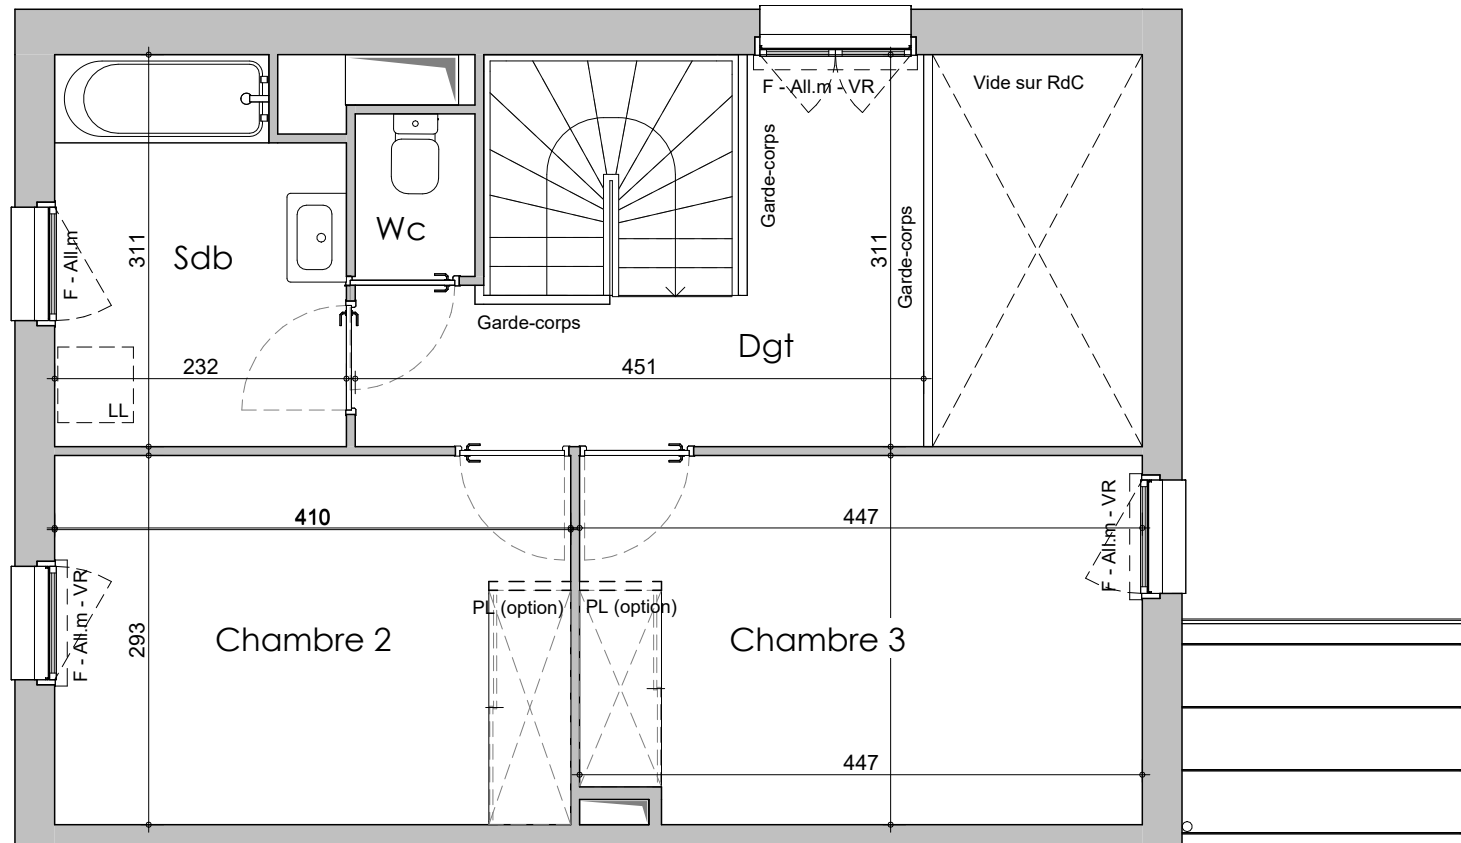 F - All.m - VR
Vide sur RdC
Garde-corps
Garde-corps
Wc
Sdb
311
F - All.m
311
Garde-corps
Dgt
232
451
LL
410
447
F - All.m - VR
F - All.m - VR
PL (option)
PL (option)
Chambre 2
293
Chambre 3
447